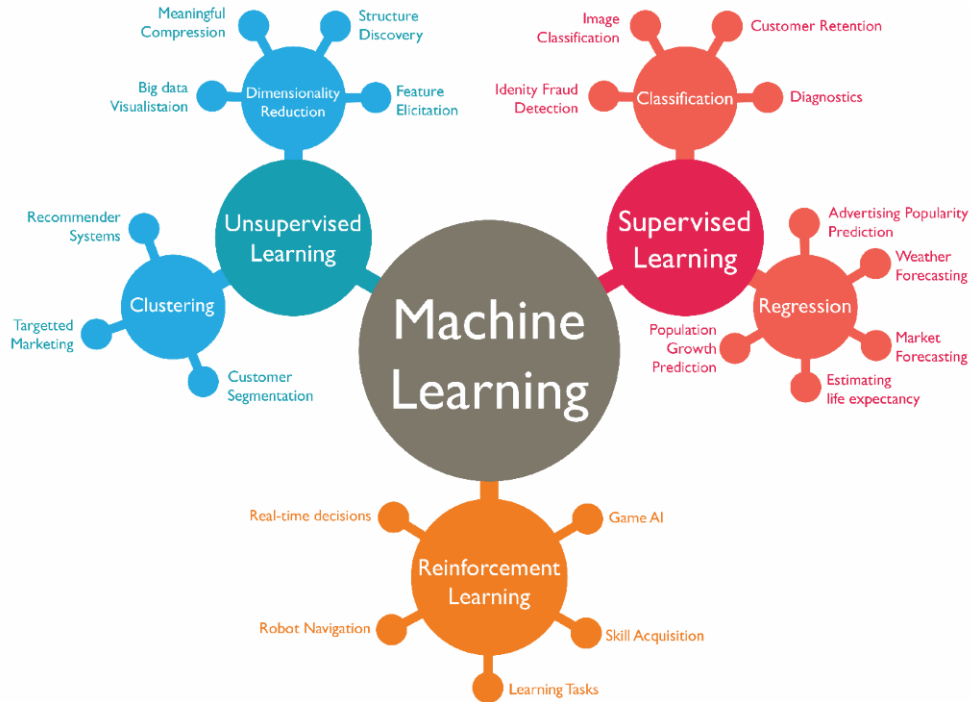 Meaningful
Compression
Structure
Discovery
Big data
Visualistaion
Dimensionality
Reduction
Feature
Elicitation
Image
Classification
Customer Retention
Idenity Fraud
Detection
Classification
Diagnostics
Unsupervised
Learning
Supervised
Learning
Recommender
Systems
Clustering
Targetted
Marketing
Customer
Segmentation
Machine
Learning
Advertising Popularity
Prediction
Weather
Forecasting
Regression
Population
Growth
Prediction
Market
Forecasting
Estimating
life expectancy
Real-time decisions
Game AI
Reinforcement
Learning
Robot Navigation
Skill Acquisition
Learning Tasks